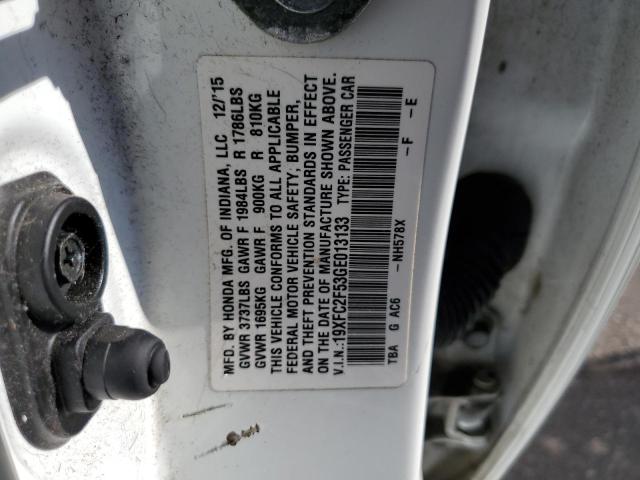 MFD. BY HONDA MFG. OF INDIANA, LLC 12/'15
GVWR 3737LBS GAWR F 1984LBS R 1786LBS
GVWR 1695KG GAWR F 900KG R 810KG
THIS VEHICLE CONFORMS TO ALL APPLICABLE
FEDERAL MOTOR VEHICLE SAFETY, BUMPER,
AND THEFT PREVENTION STANDARDS IN EFFECT
ON THE DATE OF MANUFACTURE SHOWN ABOVE.
V.I.N.:19XFC2F53GE013133 TYPE: PASSENGER CAR
-NH578X -F -E
TBA G AC6